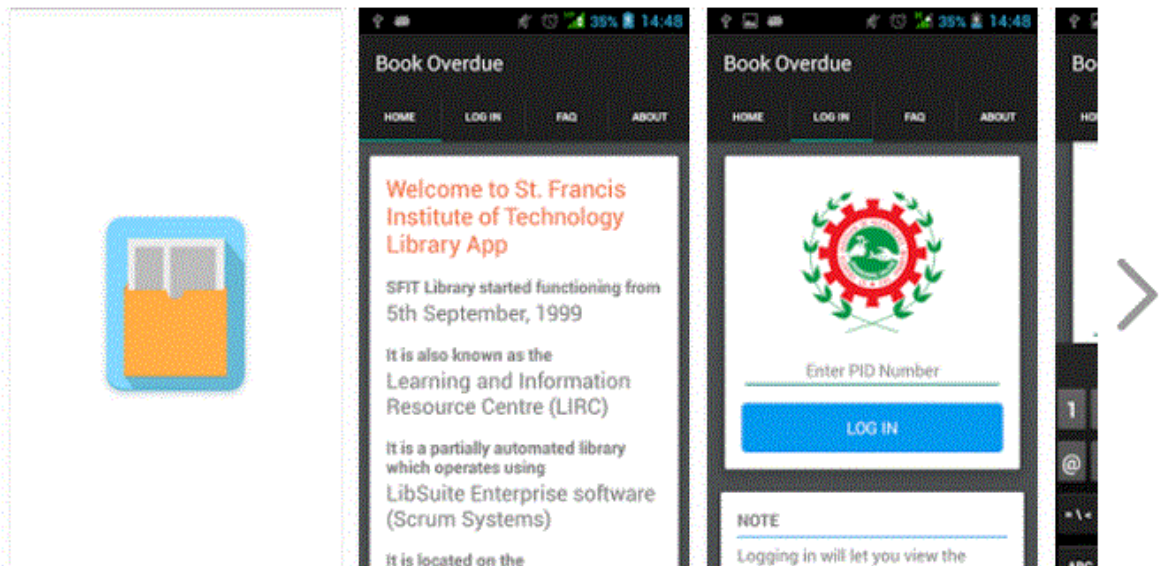 35% 14:48
Book Overdue
HOME LOG IN FAQ ABOUT
Welcome to St. Francis
Institute of Technology
Library App
SFIT Library started functioning from
5th September, 1999
It is also known as the
Learning and Information
Resource Centre (LIRC)
It is a partially automated library
which operates using
LibSuite Enterprise software
(Scrum Systems)
It is located on the
35% 14:48
Book Overdue
HOME LOG IN FAQ ABOUT
Enter PID Number
LOG IN
NOTE
Logging in will let you view the
Bo
HO
1
@
=\<
ABC